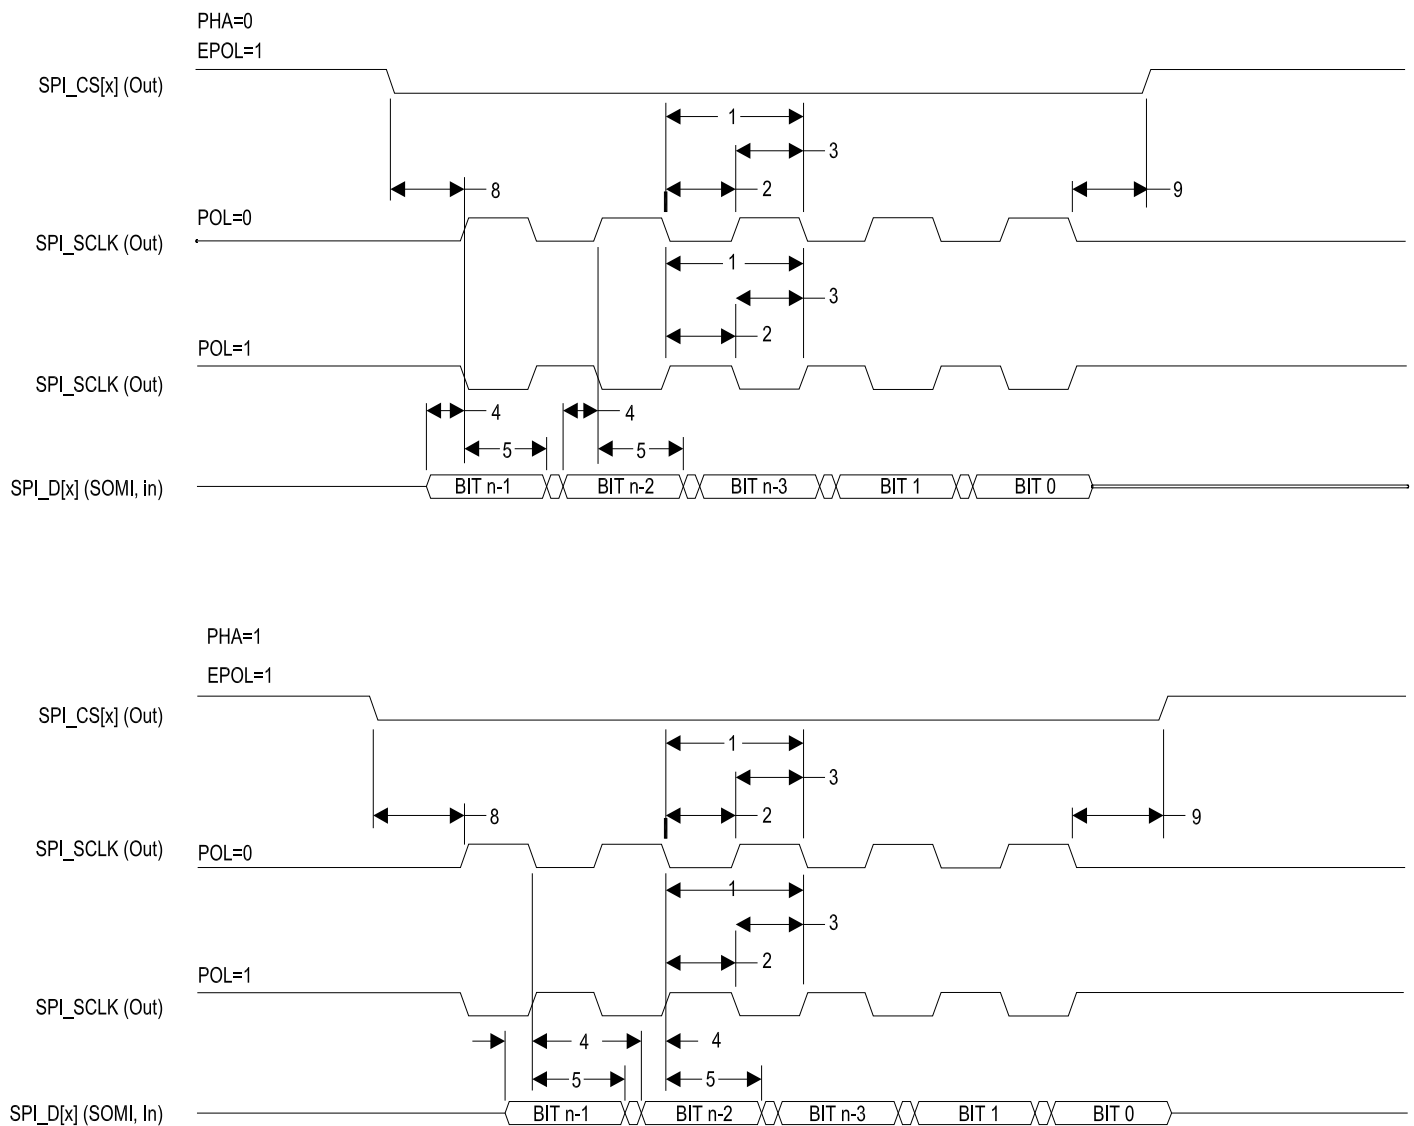 PHA=0
EPOL=1
SPI_CS[x] (Out)
1
3
8
2
9
POL=0
SPI_SCLK (Out)
1
3
2
POL=1
SPI_SCLK (Out)
4
4
5
5
SPI_D[x] (SOMI, in)
BIT n-1
BIT n-2
BIT n-3
BIT 1
BIT 0
PHA=1
EPOL=1
SPI_CS[x] (Out)
1
3
8
2
9
SPI_SCLK (Out)
POL=0
1
3
2
POL=1
SPI_SCLK (Out)
4
4
5
5
SPI_D[x] (SOMI, In)
BIT n-1
BIT n-2
BIT n-3
BIT 1
BIT 0